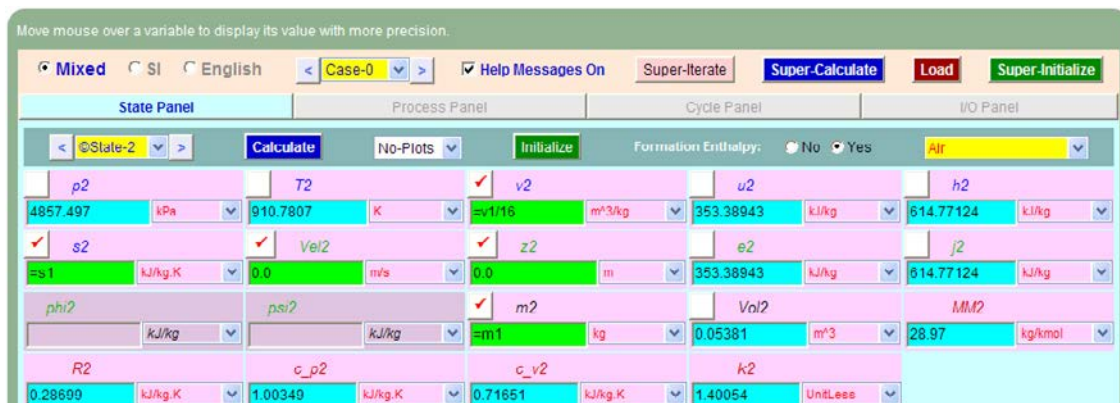 Move mouse over a variable to display its value with more precision.
Mixed SI English < Case-0 > Help Messages On Super-Iterate Super-Calculate Load Super-Initialize
State Panel Process Panel Cycle Panel I/O Panel
< ©State-2 > Calculate No-Plots Initialize Formation Enthalpy: No Yes Air
p2 T2 v2 u2 h2
4857.497 kPa 910.7807 K =v1/16 m^3/kg 353.38943 kJ/kg 614.77124 kJ/kg
s2 Vel2 z2 e2 j2
=s1 kJ/kg.K 0.0 m/s 0.0 m 353.38943 kJ/kg 614.77124 kJ/kg
phi2 psi2 m2 Vol2 MM2
kJ/kg kJ/kg =m1 kg 0.05381 m^3 28.97 kg/kmol
R2 c_p2 c_v2 k2
0.28699 kJ/kg.K 1.00349 kJ/kg.K 0.71651 kJ/kg.K 1.40054 UnitLess